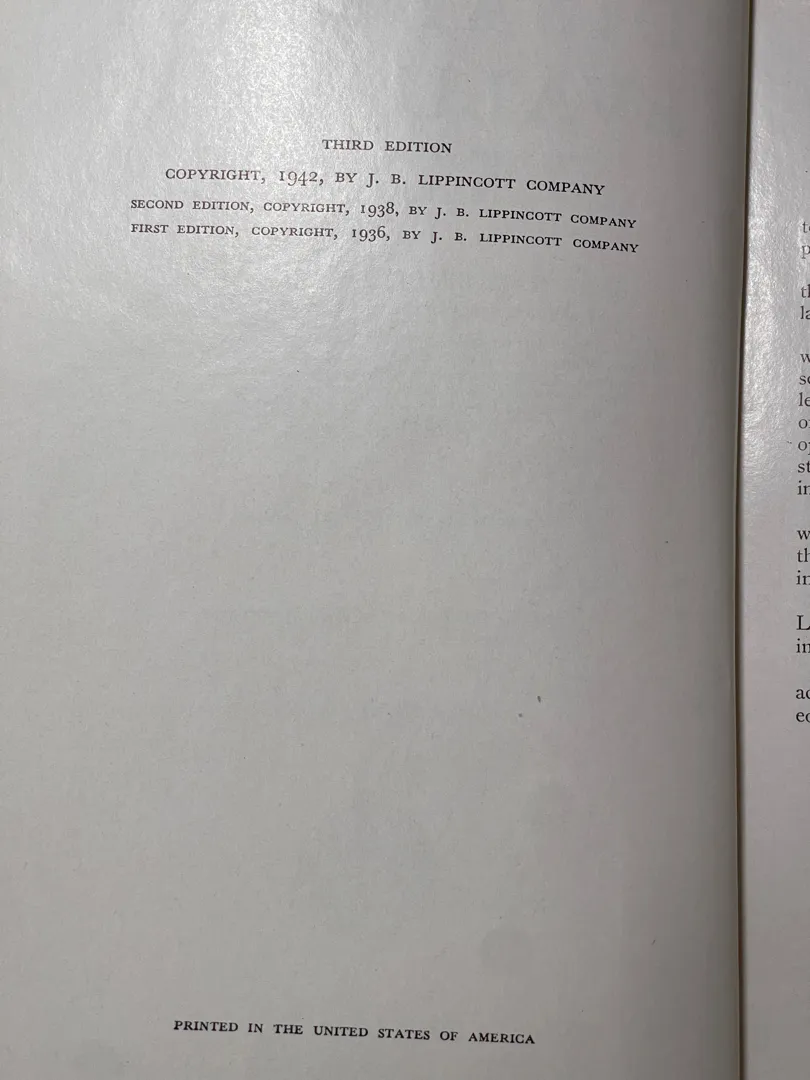 THIRD EDITION
COPYRIGHT, 1942, BY J. B. LIPPINCOTT COMPANY
SECOND EDITION, COPYRIGHT, 1938, BY J. B. LIPPINCOTT COMPANY
FIRST EDITION, COPYRIGHT, 1936, BY J. B. LIPPINCOTT COMPANY
PRINTED IN THE UNITED STATES OF AMERICA